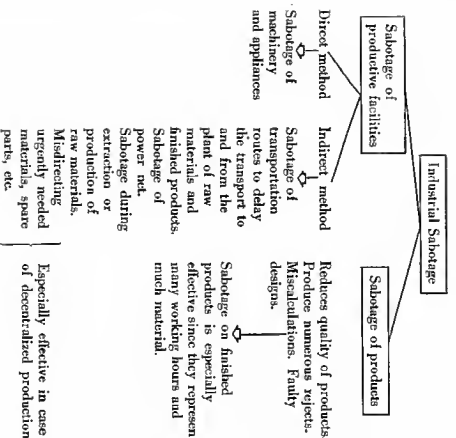 Industrial Sabotage
Sabotage of
productive facilities
Sabotage of products
Direct method
Sabotage of
machinery
and appliances
Indirect method
Sabotage of
transportation
routes to delay
the transport to
and from the
plant of raw
materials and
finished products.
Sabotage of
power net.
Sabotage during
extraction or
production of
raw materials.
Misdirecting
urgently needed
materials, spare
parts, etc.
Reduces quality of products
Produce numerous rejects.
Miscalculations. Faulty
designs.
Sabotage on finished
products is especially
effective since they represen
many working hours and
much material.
Especially effective in case
of decentralized production